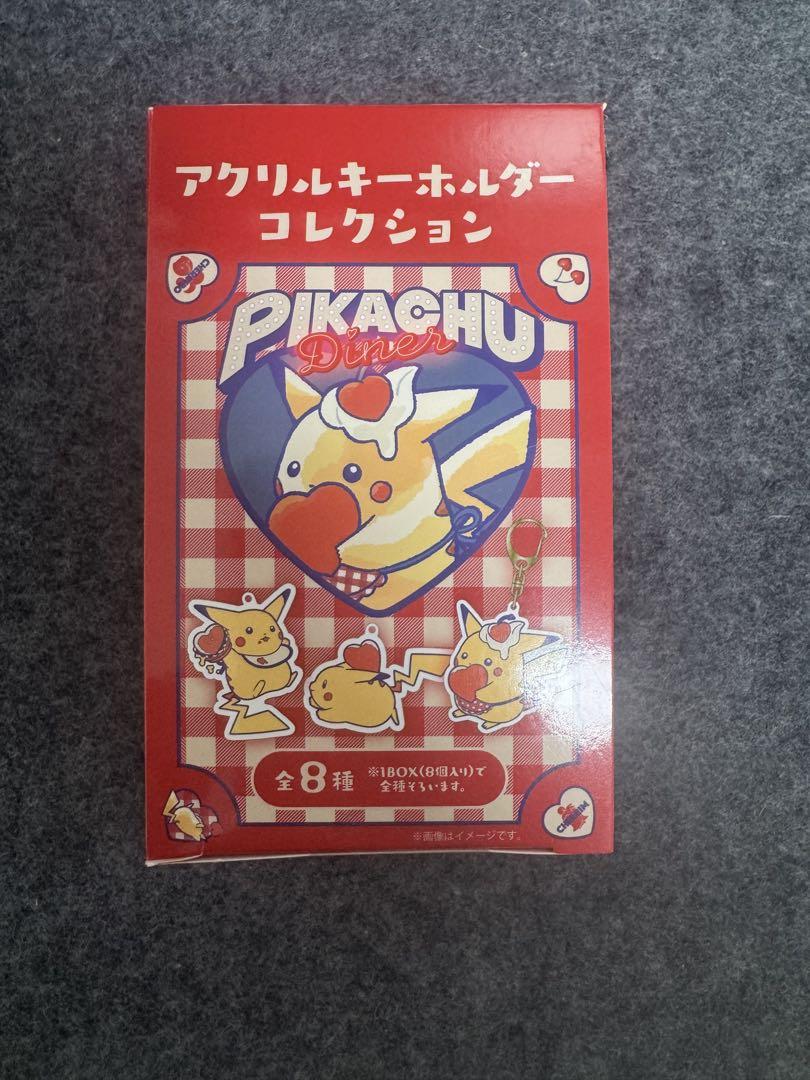 アクリルキーホルダー
コレクション
CHERUBO
PIKACHU
Diner
全8種
※1BOX(8個入り)で
全種そろいます。
CHERRIM
※画像はイメージです。